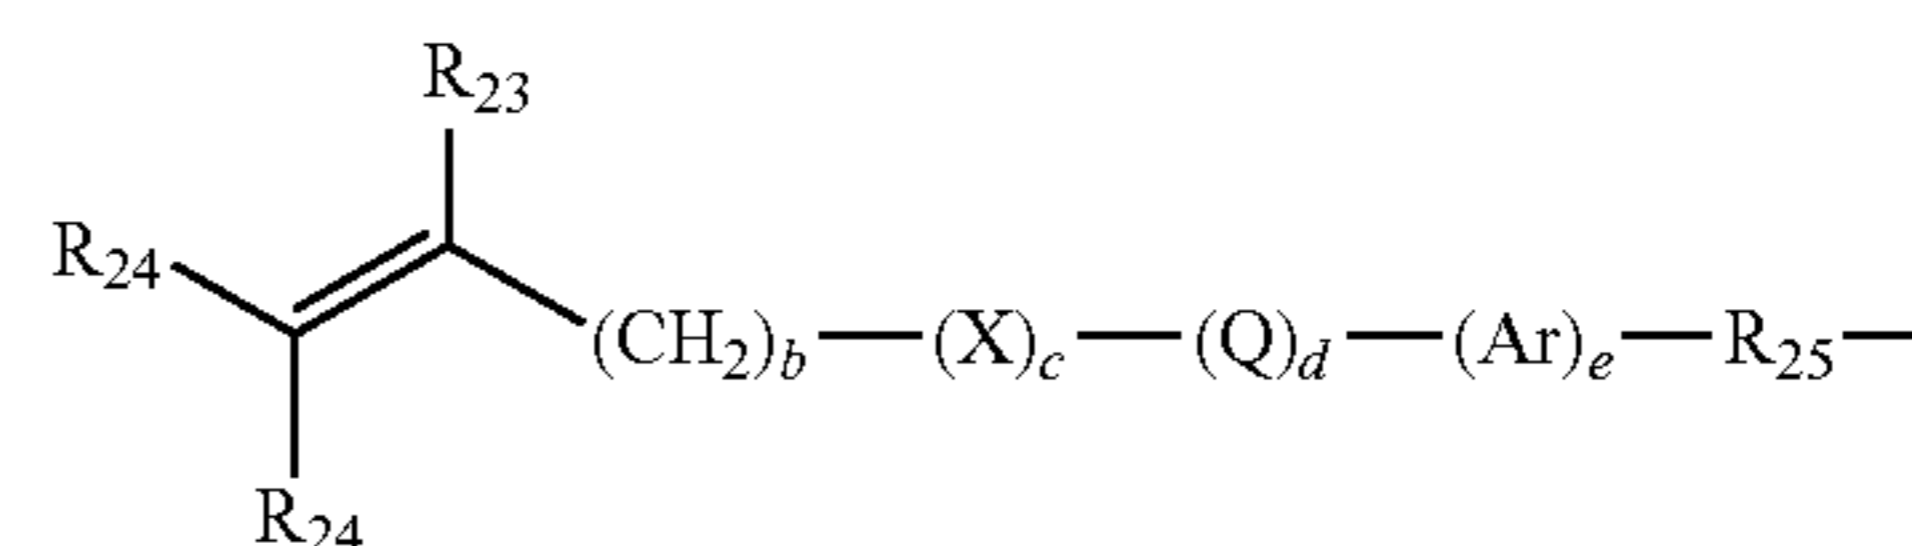 R₂₃
R₂₄
(CH₂)b—(X)c—(Q)d—(Ar)e—R₂₅—
R₂₄